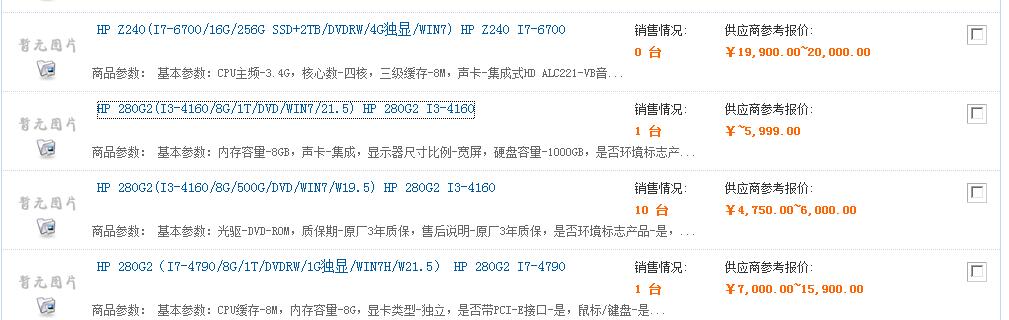 HP Z240(I7-6700/16G/256G SSD+2TB/DVDRW/4G独显/WIN7) HP Z240 I7-6700
销售情况:
供应商参考报价:
暂无图片
0 台
￥19,900.00~20,000.00
商品参数: 基本参数: CPU主频-3.4G, 核心数-四核, 三级缓存-8M, 声卡-集成式HD ALC221-VB音...
HP 280G2(I3-4160/8G/1T/DVD/WIN7/21.5) HP 280G2 I3-4160
销售情况:
供应商参考报价:
暂无图片
1 台
￥~5,999.00
商品参数: 基本参数: 内存容量-8GB, 声卡-集成, 显示器尺寸比例-宽屏, 硬盘容量-1000GB, 是否环境标志产...
HP 280G2(I3-4160/8G/500G/DVD/WIN7/W19.5) HP 280G2 I3-4160
销售情况:
供应商参考报价:
暂无图片
10 台
￥4,750.00~6,000.00
商品参数: 基本参数: 光驱-DVD-ROM, 质保期-原厂3年质保, 售后说明-原厂3年质保, 是否环境标志产品-是, ...
HP 280G2 (I7-4790/8G/1T/DVDRW/1G独显/WIN7H/W21.5) HP 280G2 I7-4790
销售情况:
供应商参考报价:
暂无图片
1 台
￥7,000.00~15,900.00
商品参数: 基本参数: CPU缓存-8M, 内存容量-8G, 显卡类型-独立, 是否带PCI-E接口-是, 鼠标/键盘-是...